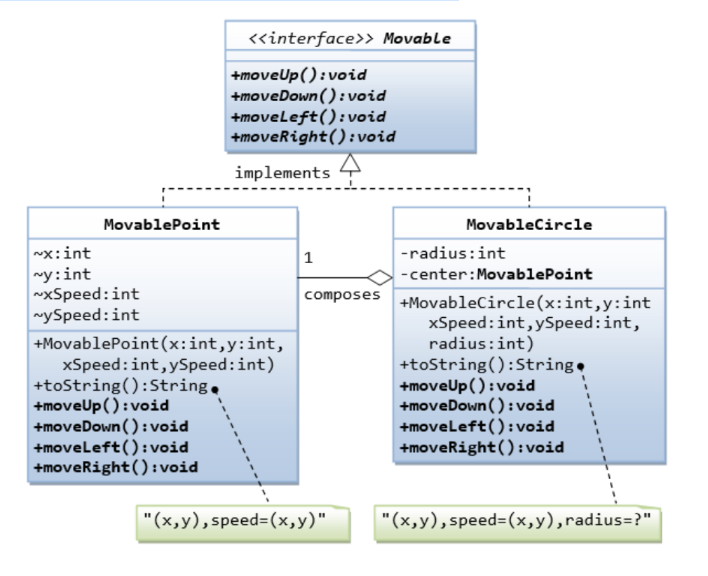 <<interface>> Movable
+moveUp():void
+moveDown():void
+moveLeft():void
+moveRight():void
implements
MovablePoint
~x:int
~y:int
~xSpeed:int
~ySpeed:int
+MovablePoint(x:int,y:int,
xSpeed:int,ySpeed:int)
+toString():String
+moveUp():void
+moveDown():void
+moveLeft():void
+moveRight():void
1
composes
MovableCircle
-radius:int
-center:MovablePoint
+MovableCircle(x:int,y:int
xSpeed:int,ySpeed:int,
radius:int)
+toString():String
+moveUp():void
+moveDown():void
+moveLeft():void
+moveRight():void
"(x,y),speed=(x,y)"
"(x,y),speed=(x,y),radius=?"